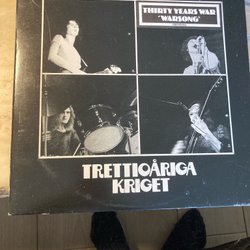 THIRTY YEARS WAR
"WARSONG"
TRETTIOÅRIGA
KRIGET